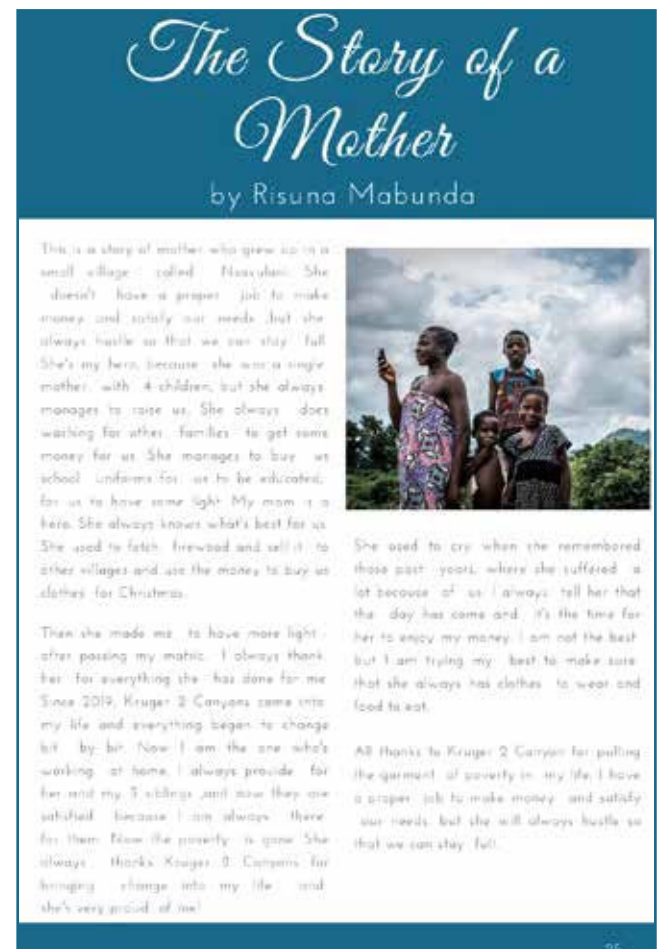 The Story of a
Mother
by Risuna Mabunda
This is a story of mother who grew up in a
small village called Nsavulani. She
doesn't have a proper job to make
money and satisfy our needs ,but she
always hustle so that we can stay full.
She's my hero, because she was a single
mother with 4 children, but she always
manages to raise us. She always does
washing for other families to get some
money for us. She manages to buy us
school uniforms for us to be educated,
for us to have some light. My mom is a
hero. She always knows what's best for us.
She used to fetch firewood and sell it to
other villages and use the money to buy us
clothes for Christmas.
Then she made me to have more light
after passing my matric. I always thank
her for everything she has done for me.
Since 2019, Kruger 2 Canyons came into
my life and everything began to change
bit by bir. Now I am the one who's
working at home, I always provide for
her and my 3 siblings ,and now they are
satisfied because I am always there
for them. Now the poverty is gone. She
always thanks Kruger 2 Canyons for
bringing change into my life and
she's very proud of me!
She used to cry when she remembered
those past years, where she suffered a
lot because of us. I always tell her that
the day has come and it's the time for
her to enjoy my money. I am not the best
but I am trying my best to make sure
that she always has clothes to wear and
food to eat.
All thanks to Kruger 2 Canyon for pulling
the garment of poverty in my life, I have
a proper job to make money and satisfy
our needs, but she will always hustle so
that we can stay full.